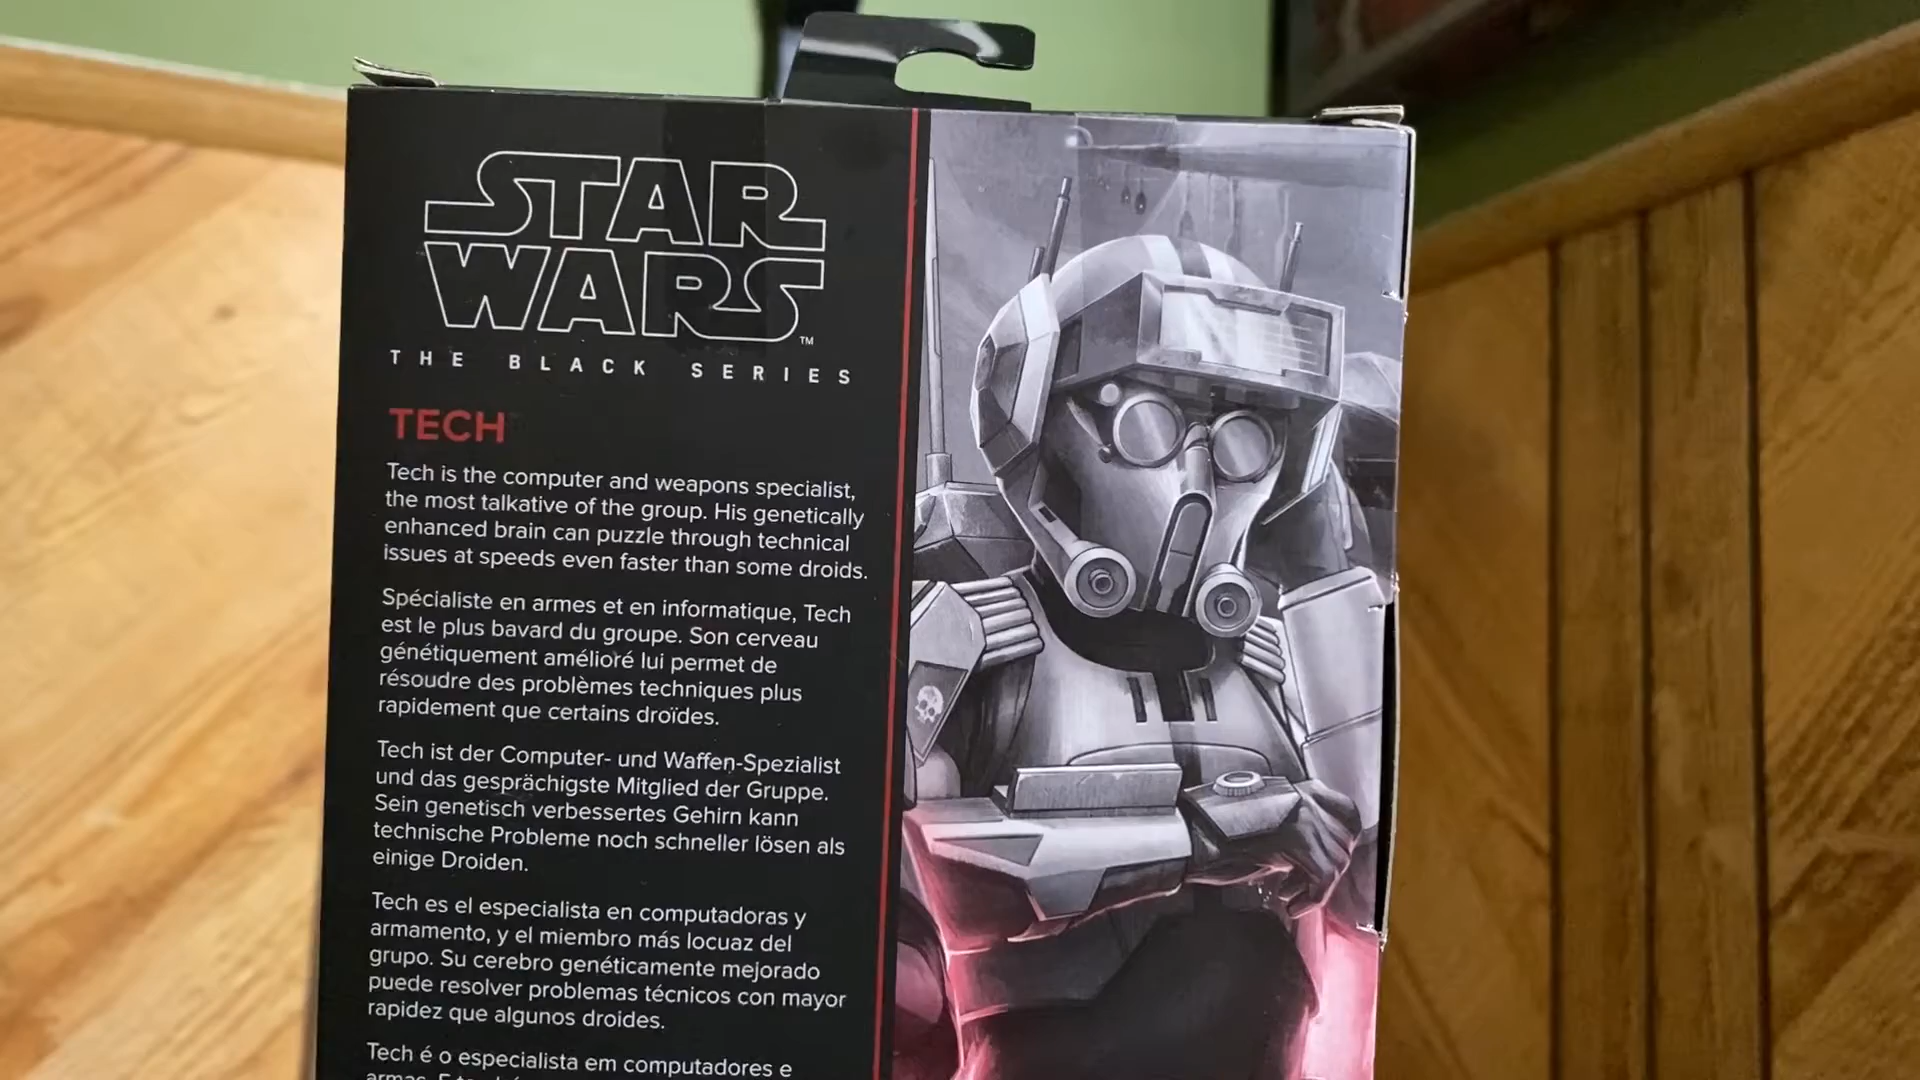 STAR
WARS
™
THE BLACK SERIES
TECH
Tech is the computer and weapons specialist,
the most talkative of the group. His genetically
enhanced brain can puzzle through technical
issues at speeds even faster than some droids.
Spécialiste en armes et en informatique, Tech
est le plus bavard du groupe. Son cerveau
génétiquement amélioré lui permet de
résoudre des problèmes techniques plus
rapidement que certains droïdes.
Tech ist der Computer- und Waffen-Spezialist
und das gesprächigste Mitglied der Gruppe.
Sein genetisch verbessertes Gehirn kann
technische Probleme noch schneller lösen als
einige Droiden.
Tech es el especialista en computadoras y
armamento, y el miembro más locuaz del
grupo. Su cerebro genéticamente mejorado
puede resolver problemas técnicos con mayor
rapidez que algunos droides.
Tech é o especialista em computadores e